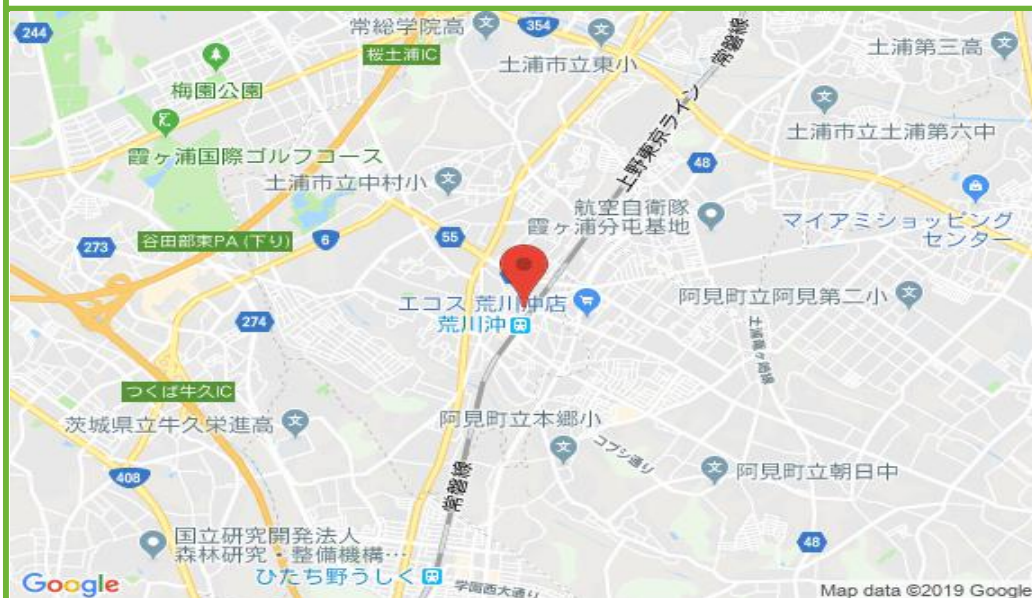 244
常総学院高
354
常磐線
桜土浦IC
土浦市立東小
土浦第三高
梅園公園
上野東京ライン
土浦市立土浦第六中
霞ヶ浦国際ゴルフコース
48
土浦市立中村小
航空自衛隊
霞ヶ浦分屯基地
マイアミショッピング
センター
273
谷田部東PA (下り)
6
55
エコス 荒川沖店
阿見町立阿見第二小
荒川沖
274
土浦竜ヶ崎線
つくば牛久IC
茨城県立牛久栄進高
阿見町立本郷小
コブシ通り
阿見町立朝日中
408
常磐線
国立研究開発法人
森林研究・整備機構…
48
ひたち野うしく
学園西大通り
Google
Map data ©2019 Google